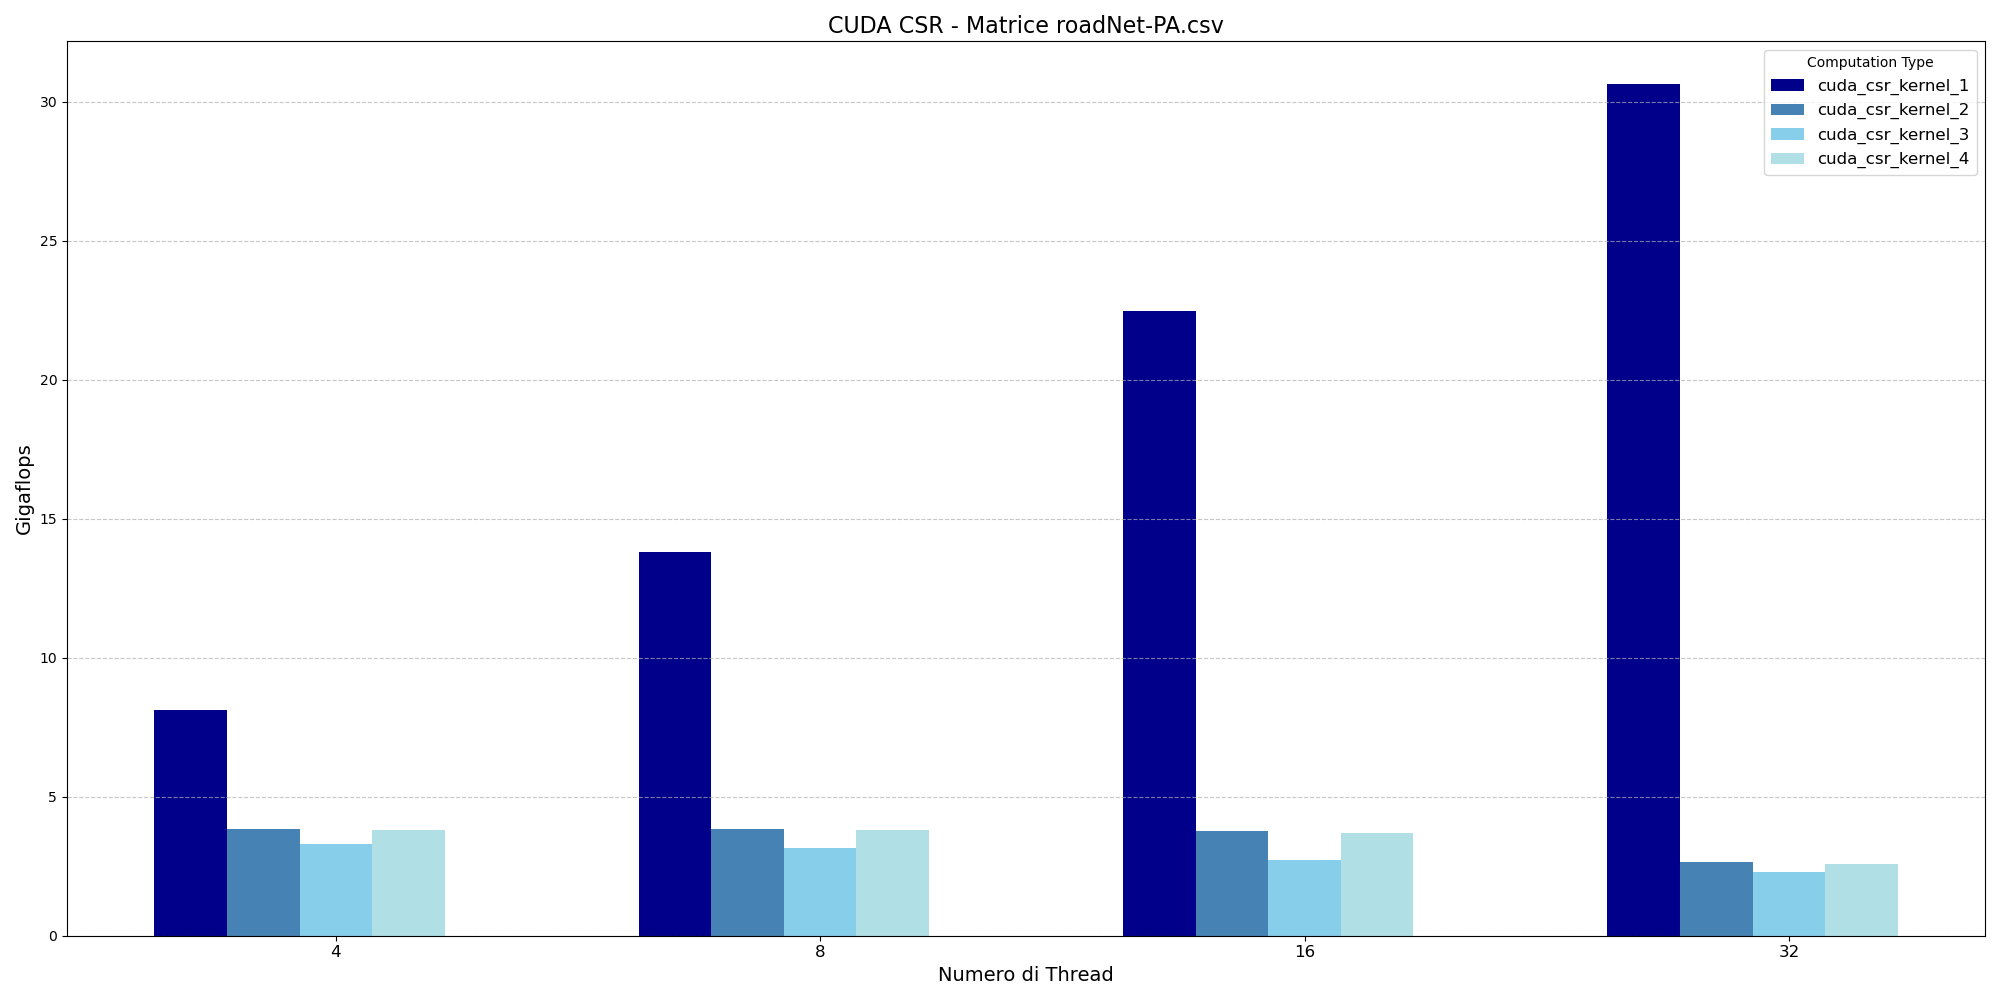 CUDA CSR - Matrice roadNet-PA.csv
Computation Type
cuda_csr_kernel_1
cuda_csr_kernel_2
cuda_csr_kernel_3
cuda_csr_kernel_4
Gigaflops
30
25
20
15
10
5
0
4 8 16 32
Numero di Thread